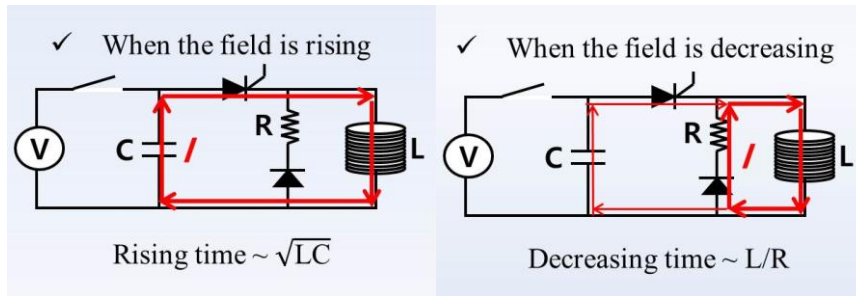 ✓ When the field is rising
V
C
I
R
L
Rising time ~ √LC
✓ When the field is decreasing
V
C
R
I
L
Decreasing time ~ L/R